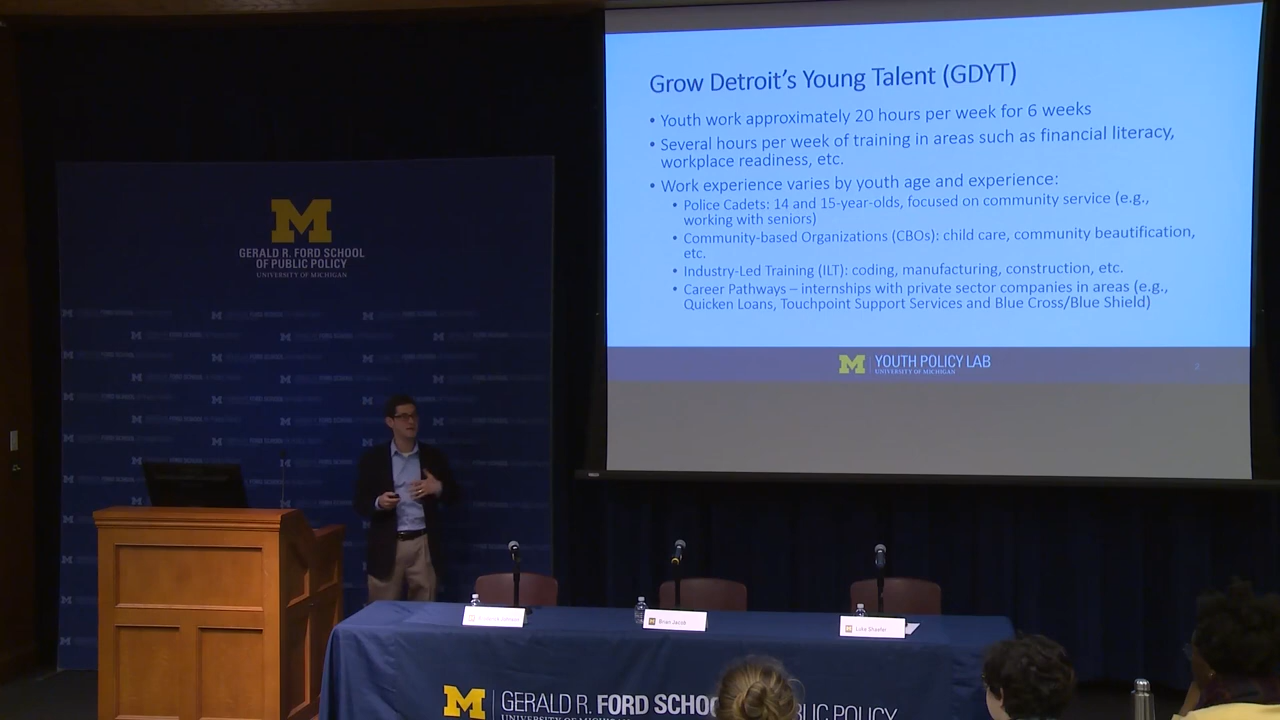 Grow Detroit's Young Talent (GDYT)
• Youth work approximately 20 hours per week for 6 weeks
• Several hours per week of training in areas such as financial literacy,
workplace readiness, etc.
• Work experience varies by youth age and experience:
• Police Cadets: 14 and 15-year-olds, focused on community service (e.g.,
working with seniors)
• Community-based Organizations (CBOs): child care, community beautification,
etc.
• Industry-Led Training (ILT): coding, manufacturing, construction, etc.
• Career Pathways – internships with private sector companies in areas (e.g.,
Quicken Loans, Touchpoint Support Services and Blue Cross/Blue Shield)
M YOUTH POLICY LAB
UNIVERSITY OF MICHIGAN
2
M
GERALD R. FORD SCHOOL
OF PUBLIC POLICY
UNIVERSITY OF MICHIGAN
Brian Jacob
Luke Shaefer
M GERALD R. FORD SCHOO
UNIVERSITY OF MICHIGAN
BLIC POLICY